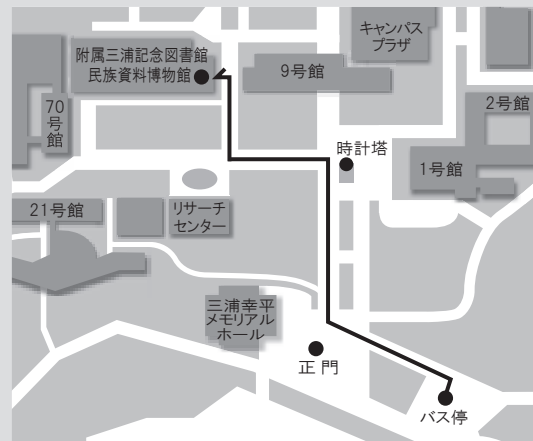 キャンパス
プラザ
附属三浦記念図書館
民族資料博物館
9号館
70
号
館
2号館
時計塔
1号館
21号館
リサーチ
センター
三浦幸平
メモリアル
ホール
正門
バス停